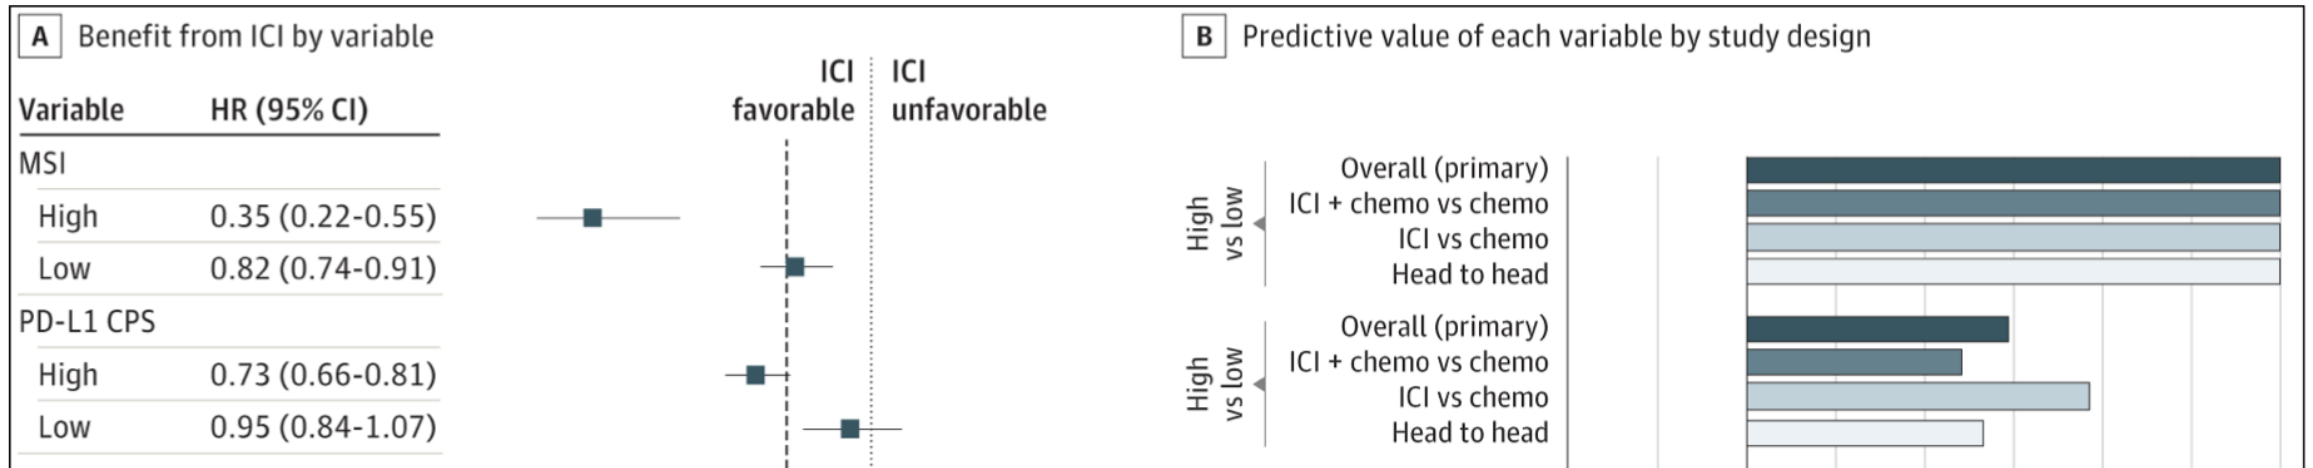 A Benefit from ICI by variable
Variable HR (95% CI)
ICI favorable
ICI unfavorable
MSI
High 0.35 (0.22-0.55)
Low 0.82 (0.74-0.91)
PD-L1 CPS
High 0.73 (0.66-0.81)
Low 0.95 (0.84-1.07)
B Predictive value of each variable by study design
High vs low
Overall (primary)
ICI + chemo vs chemo
ICI vs chemo
Head to head
High vs low
Overall (primary)
ICI + chemo vs chemo
ICI vs chemo
Head to head